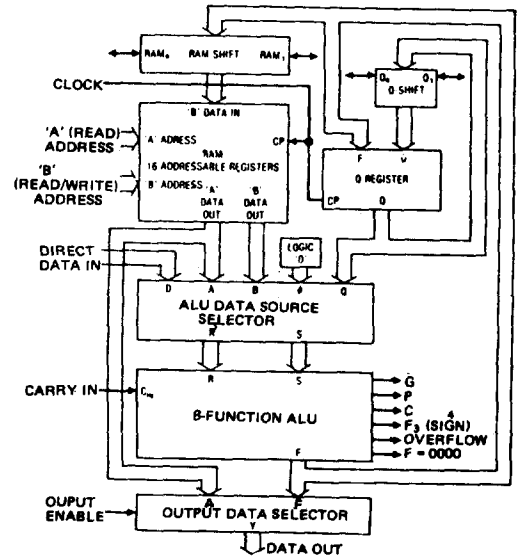 RAM₀ RAM SHIFT RAM₃
Q₀ Q₃
Q SHIFT
CLOCK
'B' DATA IN
'A' (READ)
ADDRESS
'A' ADRESS
CP
'RAM
16 ADDRESSABLE REGISTERS
'B'
(READ/WRITE)
ADDRESS
'B' ADDRESS
'A'
DATA
OUT
'B'
DATA
OUT
F
Q REGISTER
CP
Q
LOGIC
'0'
DIRECT
DATA IN
D A B Q
ALU DATA SOURCE
SELECTOR
R S
R S
CARRY IN
8-FUNCTION ALU
F
G
P
C
4
F₃ (SIGN)
OVERFLOW
F = 0000
OUPUT
ENABLE
A F
OUTPUT DATA SELECTOR
Y
DATA OUT